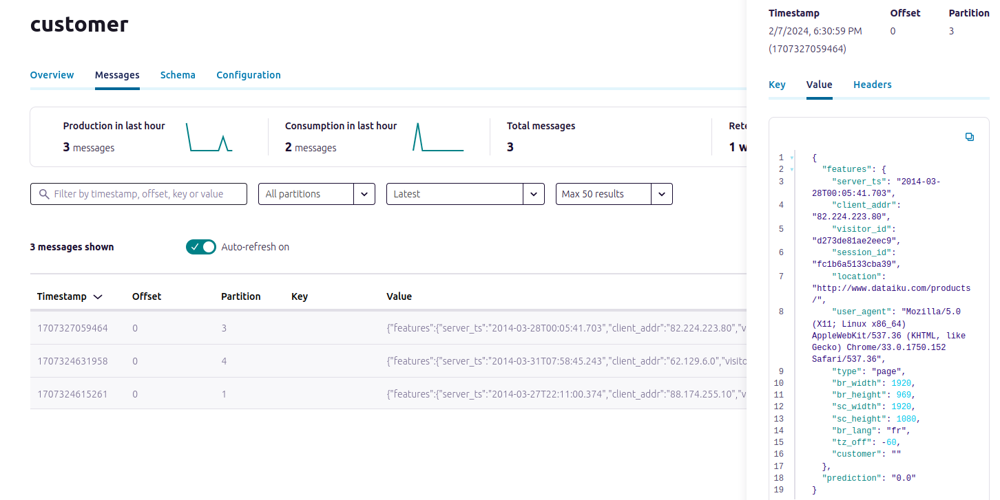 customer
Overview Messages Schema Configuration
Production in last hour
3 messages
Consumption in last hour
2 messages
Total messages
3
Rete
1 w
Filter by timestamp, offset, key or value
All partitions
Latest
Max 50 results
3 messages shown
Auto-refresh on
Timestamp Offset Partition Key Value
1707327059464 0 3 {"features":{"server_ts":"2014-03-28T00:05:41.703","client_addr":"82.224.223.80","v
1707324631958 0 4 {"features":{"server_ts":"2014-03-31T07:58:45.243","client_addr":"62.129.6.0","visito
1707324615261 0 1 {"features":{"server_ts":"2014-03-27T22:11:00.374","client_addr":"88.174.255.10","v
Timestamp Offset Partition
2/7/2024, 6:30:59 PM 0 3
(1707327059464)
Key Value Headers
1 {
2 "features": {
3 "server_ts": "2014-03-
28T00:05:41.703",
4 "client_addr":
"82.224.223.80",
5 "visitor_id":
"d273de81ae2eec9",
6 "session_id":
"fc1b6a5133cba39",
7 "location":
"http://www.dataiku.com/products
/",
8 "user_agent": "Mozilla/5.0
(X11; Linux x86_64)
AppleWebKit/537.36 (KHTML, like
Gecko) Chrome/33.0.1750.152
Safari/537.36",
9 "type": "page",
10 "br_width": 1920,
11 "br_height": 969,
12 "sc_width": 1920,
13 "sc_height": 1080,
14 "br_lang": "fr",
15 "tz_off": -60,
16 "customer": ""
17 },
18 "prediction": "0.0"
19 }